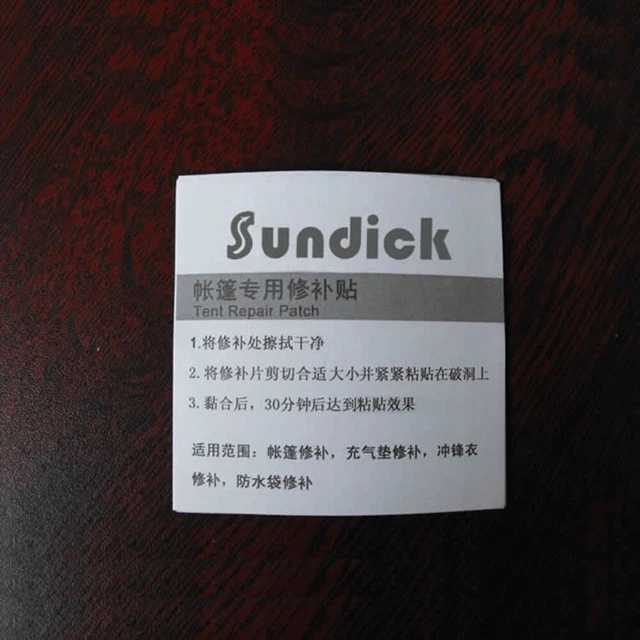 Sundick
帐篷专用修补贴
Tent Repair Patch
1.将修补处擦拭干净
2.将修补片剪切合适大小并紧紧粘贴在破洞上
3.黏合后，30分钟后达到粘贴效果
适用范围：帐篷修补，充气垫修补，冲锋衣
修补，防水袋修补